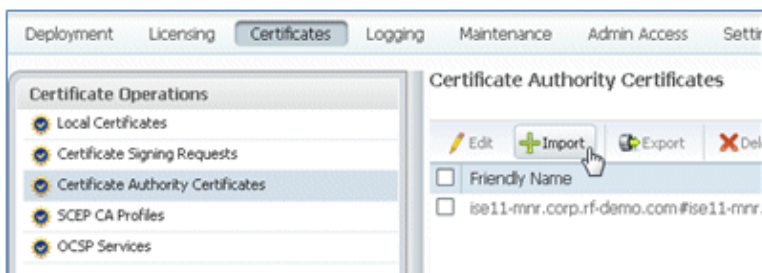 Deployment Licensing Certificates Logging Maintenance Admin Access
Certificate Operations
Local Certificates
Certificate Signing Requests
Certificate Authority Certificates
SCEP CA Profiles
OCSP Services
Certificate Authority Certificates
Edit Import Export
Friendly Name
ise11-mnr.corp.rf-demo.com#ise11-mnr.